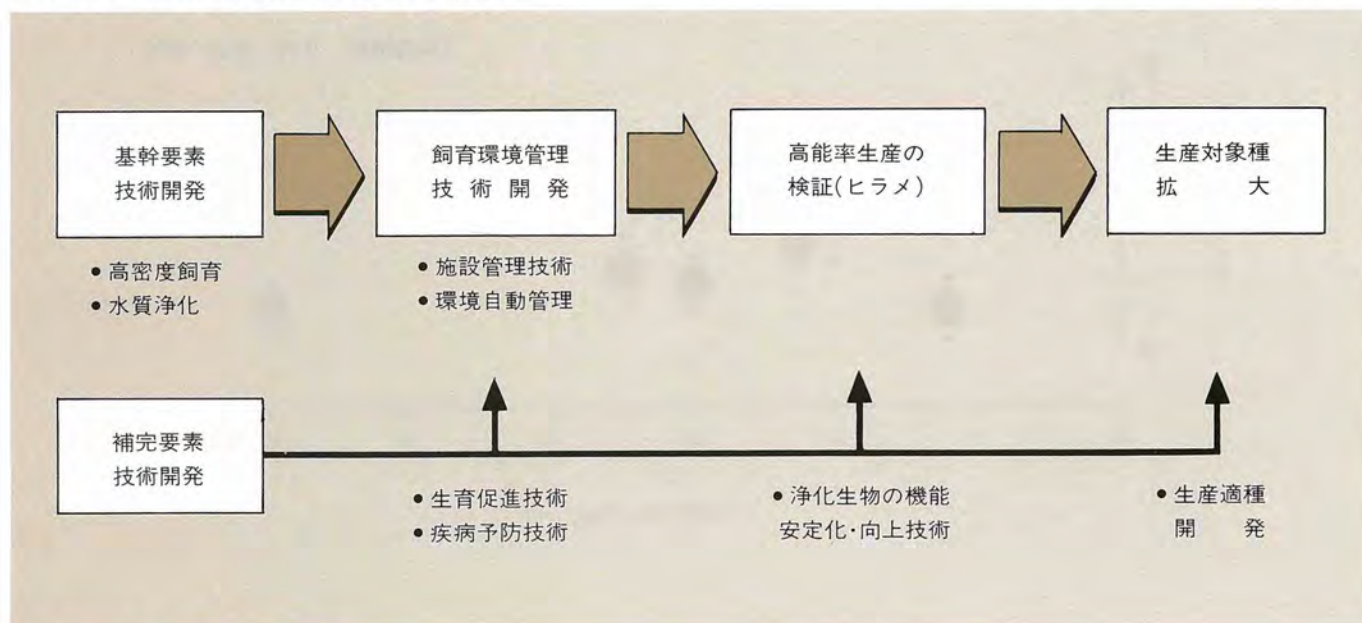 基幹要素
技術開発
飼育環境管理
技術開発
高能率生産の
検証(ヒラメ)
生産対象種
拡大
• 高密度飼育
• 水質浄化
• 施設管理技術
• 環境自動管理
補完要素
技術開発
• 生育促進技術
• 疾病予防技術
• 浄化生物の機能
安定化・向上技術
• 生産適種
開発